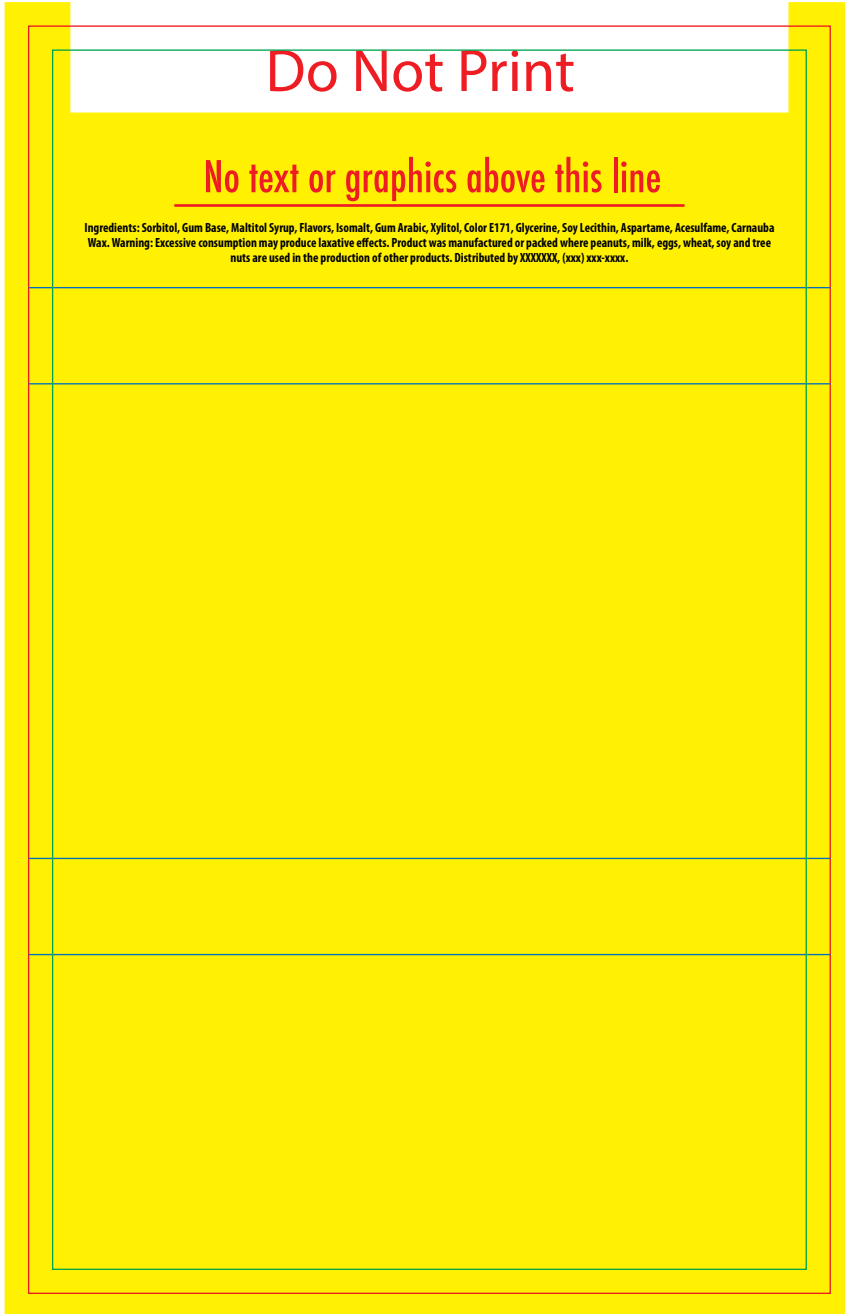 Do Not Print
No text or graphics above this line
Ingredients: Sorbitol, Gum Base, Maltitol Syrup, Flavors, Isomalt, Gum Arabic, Xylitol, Color E171, Glycerine, Soy Lecithin, Aspartame, Acesulfame, Carnauba
Wax. Warning: Excessive consumption may produce laxative effects. Product was manufactured or packed where peanuts, milk, eggs, wheat, soy and tree
nuts are used in the production of other products. Distributed by XXXXXXX, (xxx) xxx-xxxx.